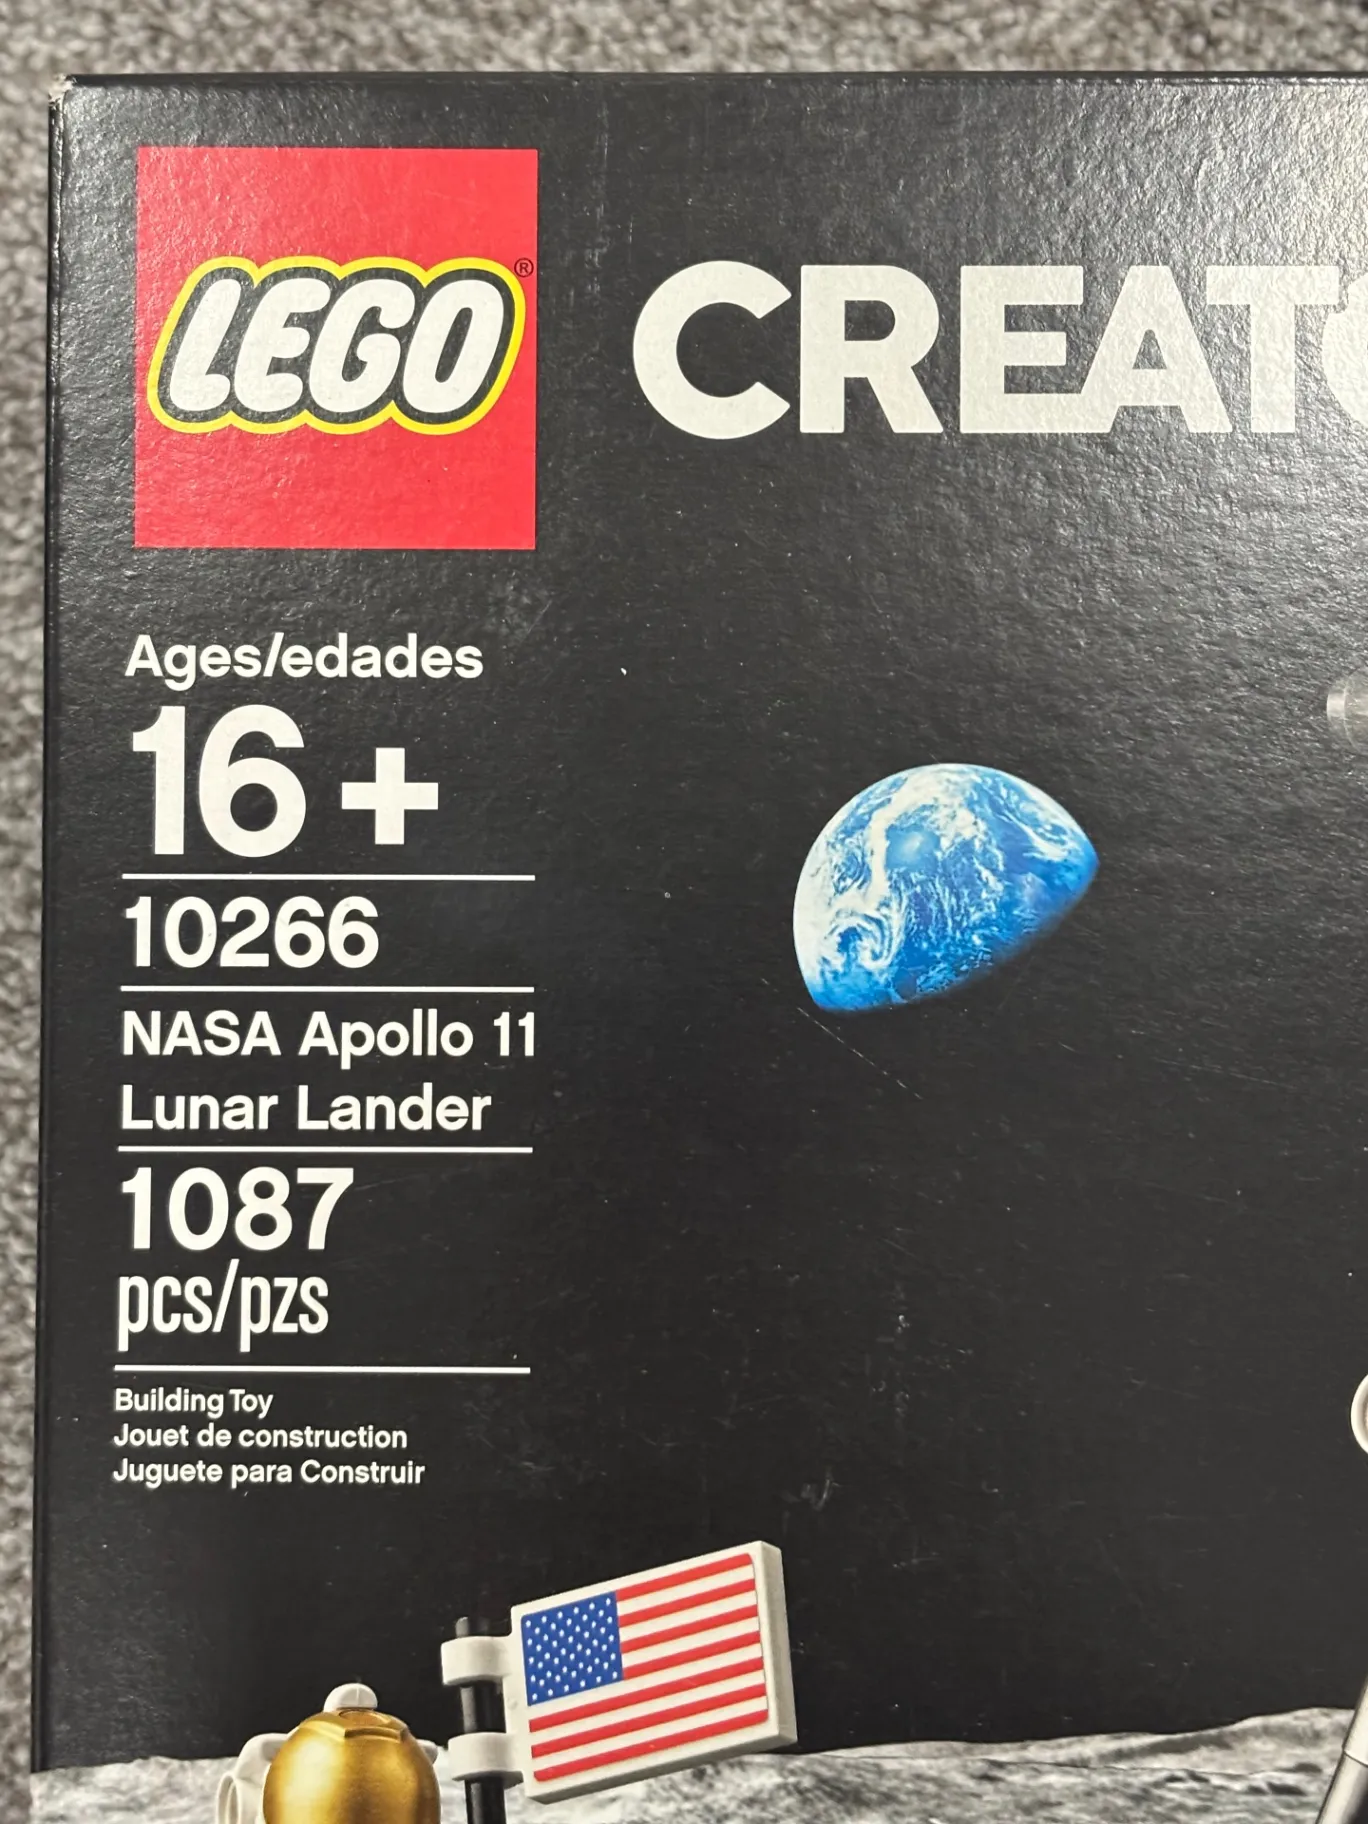 LEGO®
CREATO
Ages/edades
16+
10266
NASA Apollo 11
Lunar Lander
1087
pcs/pzs
Building Toy
Jouet de construction
Juguete para Construir